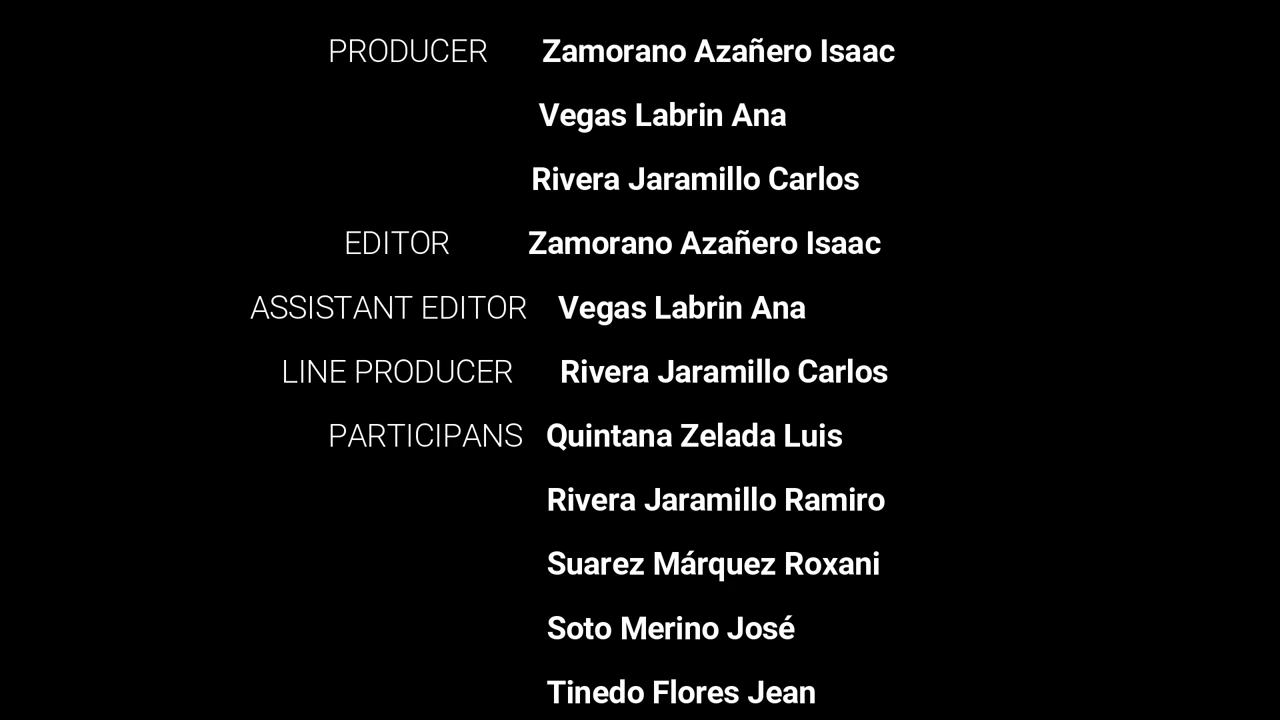 PRODUCER Zamorano Azañero Isaac
Vegas Labrin Ana
Rivera Jaramillo Carlos
EDITOR Zamorano Azañero Isaac
ASSISTANT EDITOR Vegas Labrin Ana
LINE PRODUCER Rivera Jaramillo Carlos
PARTICIPANS Quintana Zelada Luis
Rivera Jaramillo Ramiro
Suarez Márquez Roxani
Soto Merino José
Tinedo Flores Jean